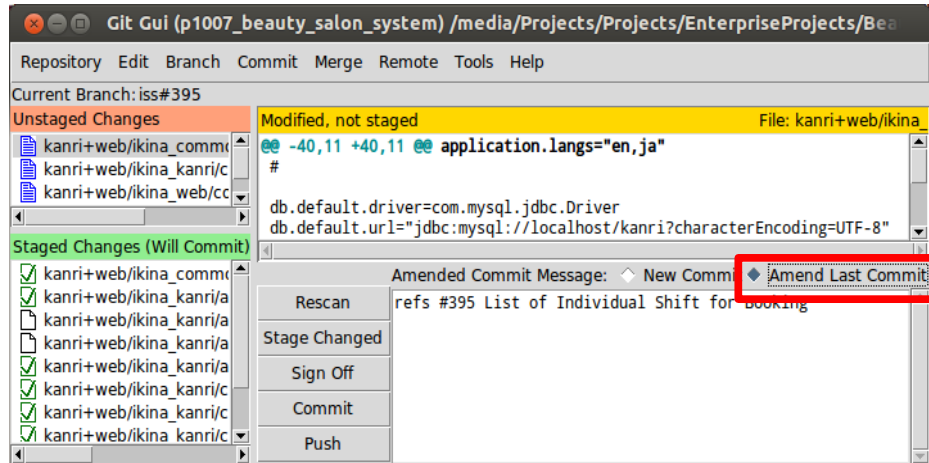 Git Gui (p1007_beauty_salon_system) /media/Projects/Projects/EnterpriseProjects/Bea
Repository Edit Branch Commit Merge Remote Tools Help
Current Branch: iss#395
Unstaged Changes
kanri+web/ikina_commo
kanri+web/ikina_kanri/c
kanri+web/ikina_web/cc
Modified, not staged File: kanri+web/ikina_
@@ -40,11 +40,11 @@ application.langs="en,ja"
#
db.default.driver=com.mysql.jdbc.Driver
db.default.url="jdbc:mysql://localhost/kanri?characterEncoding=UTF-8"
Staged Changes (Will Commit)
kanri+web/ikina_commo
kanri+web/ikina_kanri/a
kanri+web/ikina_kanri/a
kanri+web/ikina_kanri/a
kanri+web/ikina_kanri/a
kanri+web/ikina_kanri/c
kanri+web/ikina_kanri/c
kanri+web/ikina_kanri/c
Amended Commit Message: New Commi Amend Last Commit
Rescan
Stage Changed
Sign Off
Commit
Push
refs #395 List of Individual Shift for Booking